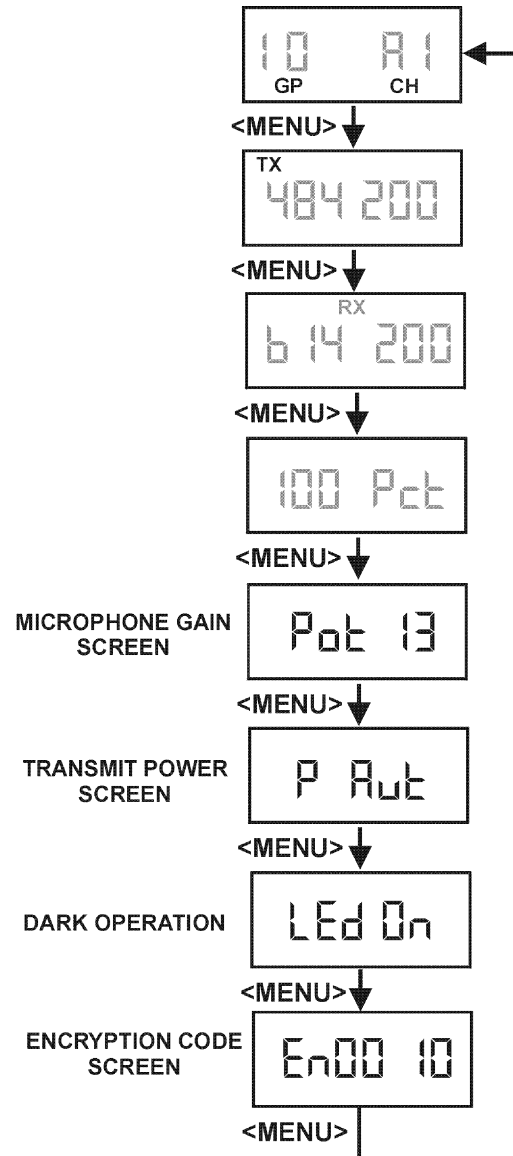 10 A1
GP CH
<MENU>
TX
484 200
<MENU>
RX
b14 200
<MENU>
100 Pct
<MENU>
MICROPHONE GAIN
SCREEN
Pot 13
<MENU>
TRANSMIT POWER
SCREEN
P Aut
<MENU>
DARK OPERATION
LEd On
<MENU>
ENCRYPTION CODE
SCREEN
En00 10
<MENU>